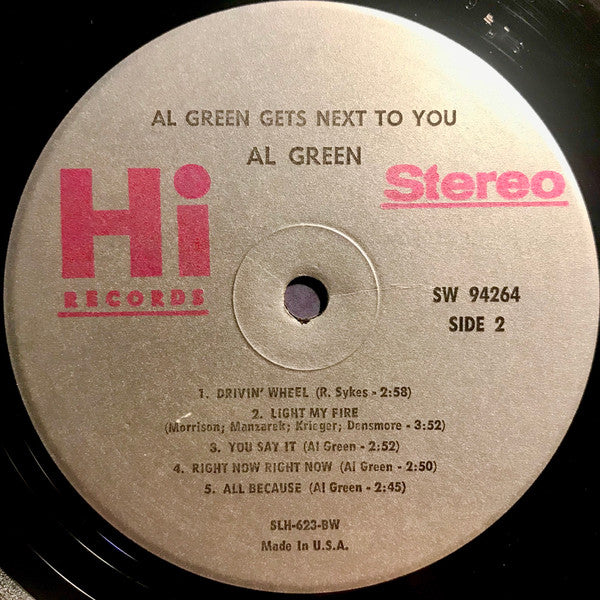 AL GREEN GETS NEXT TO YOU
AL GREEN
Hi
RECORDS
Stereo
SW 94264
SIDE 2
1. DRIVIN' WHEEL (R. Sykes - 2:58)
2. LIGHT MY FIRE
(Morrison; Manzarek; Krieger; Densmore - 3:52)
3. YOU SAY IT (Al Green - 2:52)
4. RIGHT NOW RIGHT NOW (Al Green - 2:50)
5. ALL BECAUSE (Al Green - 2:45)
SLH-623-BW
Made In U.S.A.